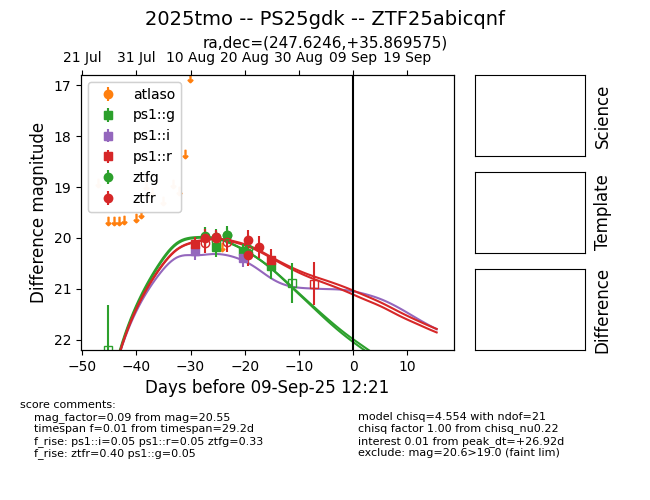 2025tmo -- PS25gdk -- ZTF25abicqnf
ra,dec=(247.6246,+35.869575)
21 Jul 31 Jul 10 Aug 20 Aug 30 Aug 09 Sep 19 Sep
17
18
19
20
21
22
Difference magnitude
atlaso
ps1::g
ps1::i
ps1::r
ztfg
ztfr
−50 −40 −30 −20 −10 0 10
Days before 09-Sep-25 12:21
Science
Template
Difference
score comments:
mag_factor=0.09 from mag=20.55
timespan f=0.01 from timespan=29.2d
f_rise: ps1::i=0.05 ps1::r=0.05 ztfg=0.33
f_rise: ztfr=0.40 ps1::g=0.05
model chisq=4.554 with ndof=21
chisq factor 1.00 from chisq_nu0.22
interest 0.01 from peak_dt=+26.92d
exclude: mag=20.6>19.0 (faint lim)